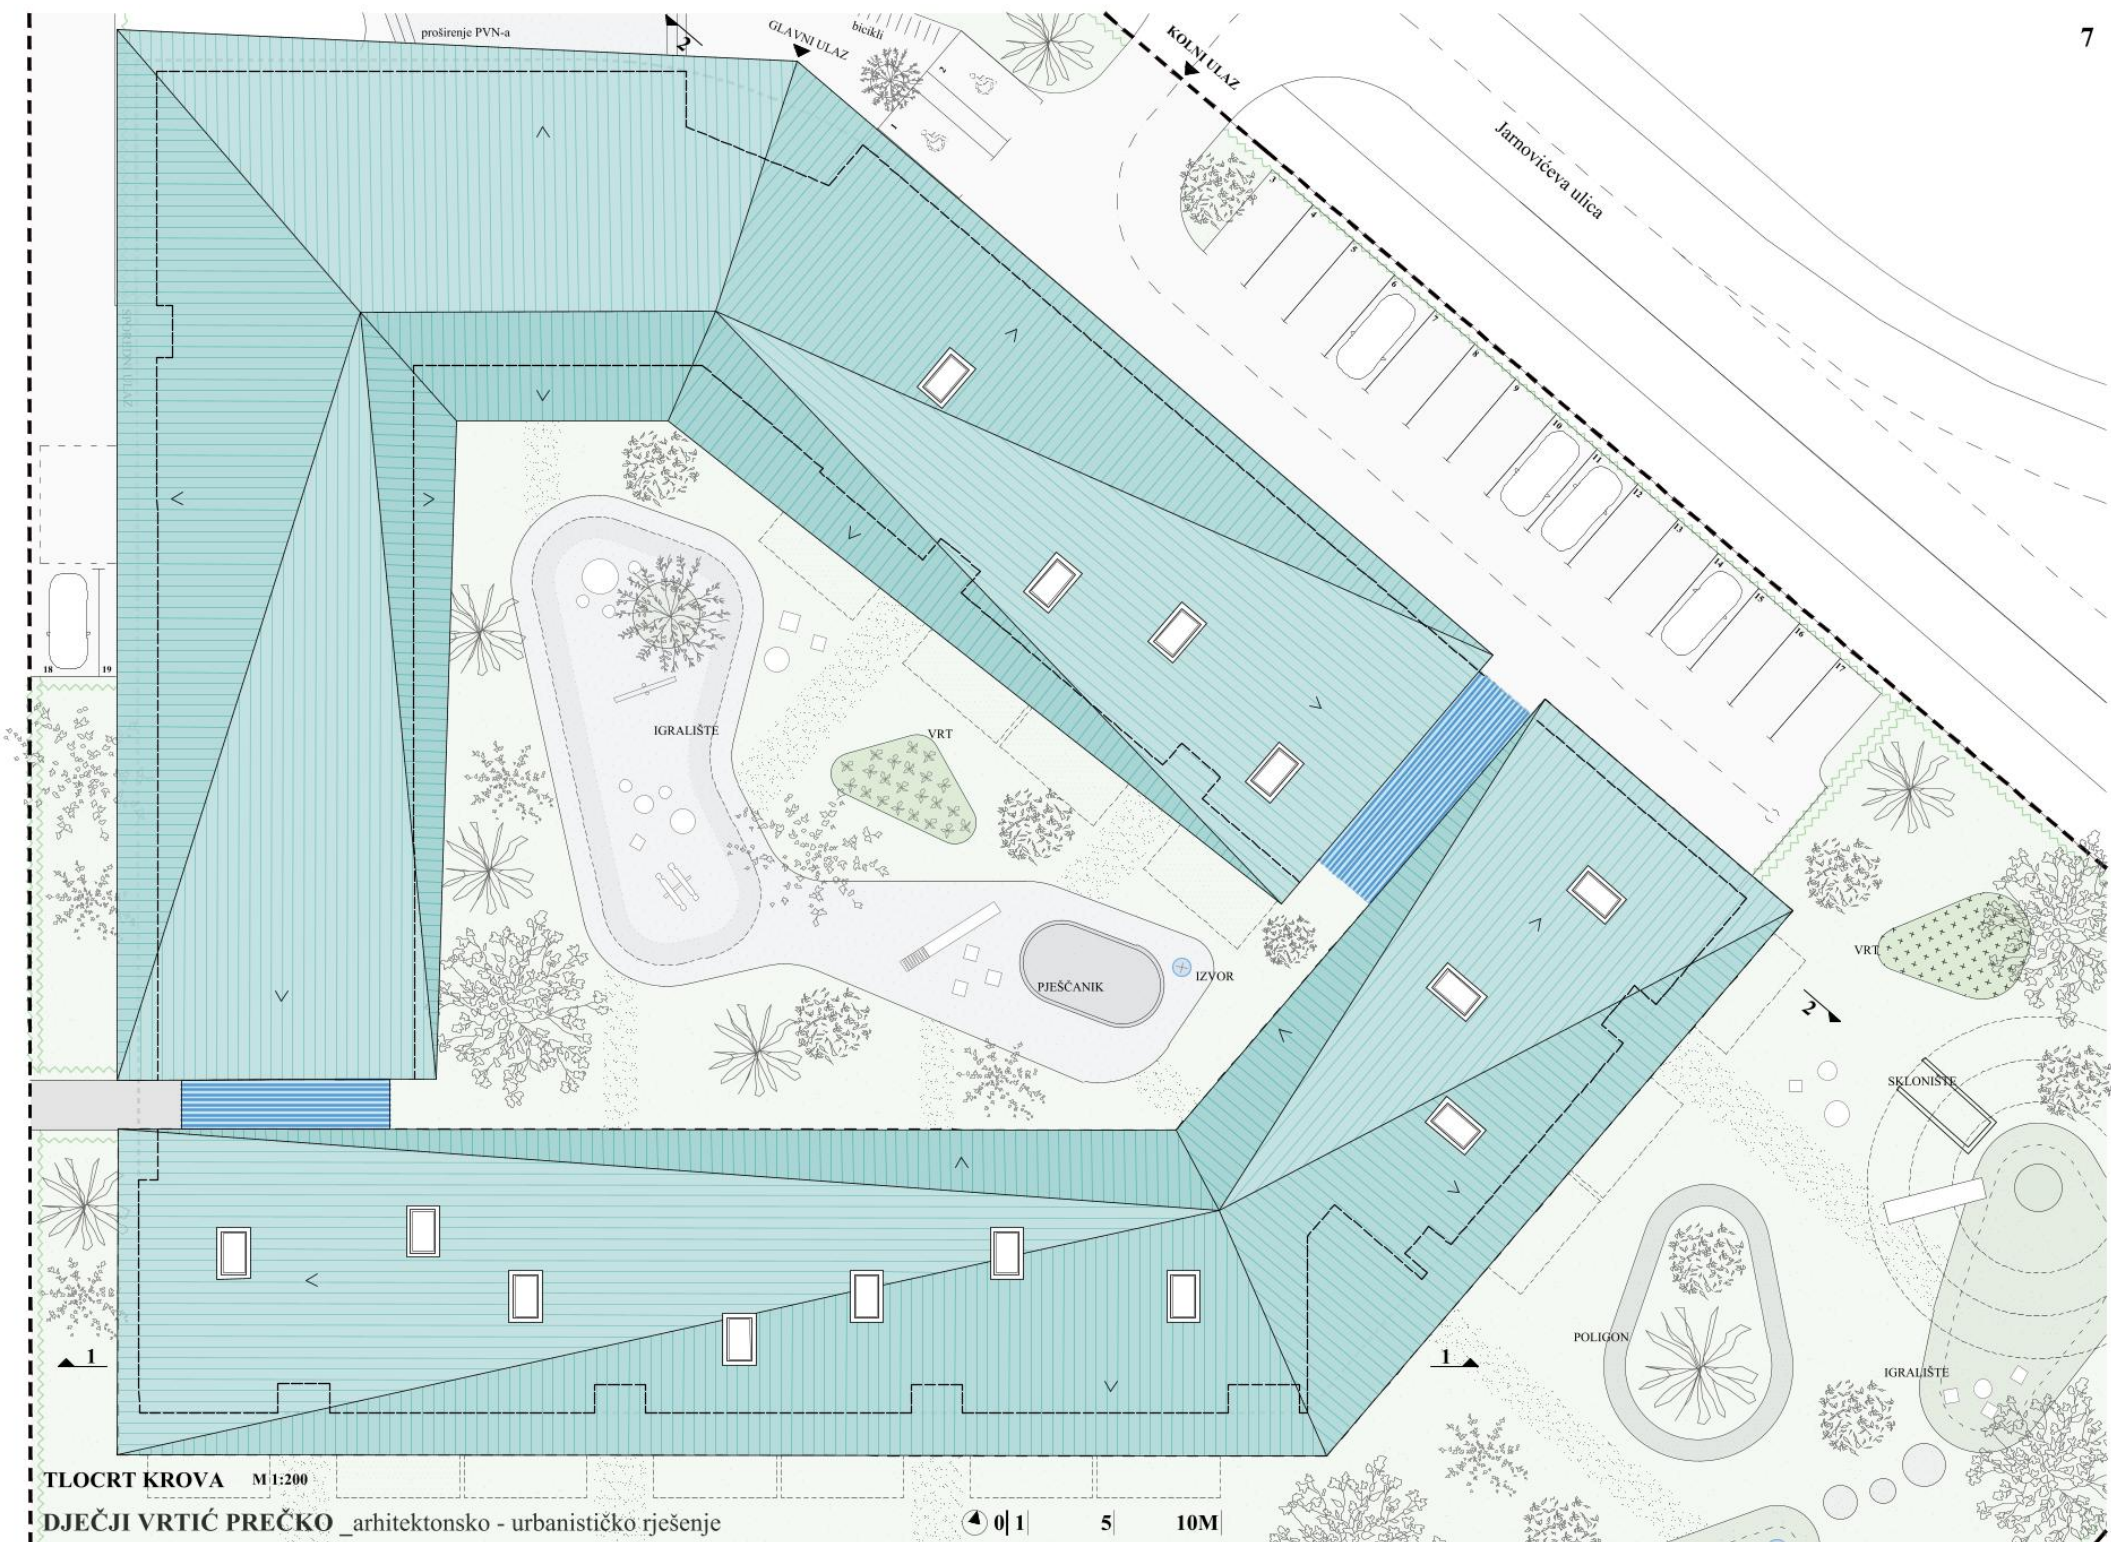 proširenje PVN-a
2
GLAVNI ULAZ
bicikli
KOLNI ULAZ
7
2
1
Jarnovićeva ulica
3
4
5
6
7
8
9
10
11
12
13
14
15
16
17
SPOREDNI ULAZ
18
19
IGRALIŠTE
VRT
VRT
IZVOR
PJEŠČANIK
2
SKLONIŠTE
1
1
POLIGON
IGRALIŠTE
TLOCRT KROVA M 1:200
DJEČJI VRTIĆ PREČKO _arhitektonsko - urbanističko rješenje
0 1 5 10M